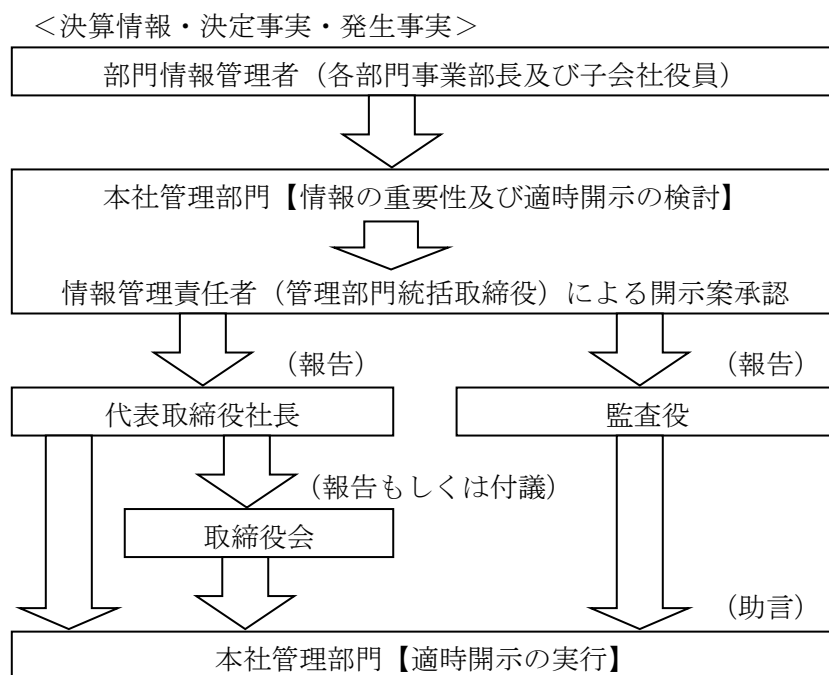 ＜決算情報・決定事実・発生事実＞
部門情報管理者（各部門事業部長及び子会社役員）
本社管理部門【情報の重要性及び適時開示の検討】
情報管理責任者（管理部門統括取締役）による開示案承認
（報告）
（報告）
代表取締役社長
監査役
（報告もしくは付議）
取締役会
（助言）
本社管理部門【適時開示の実行】